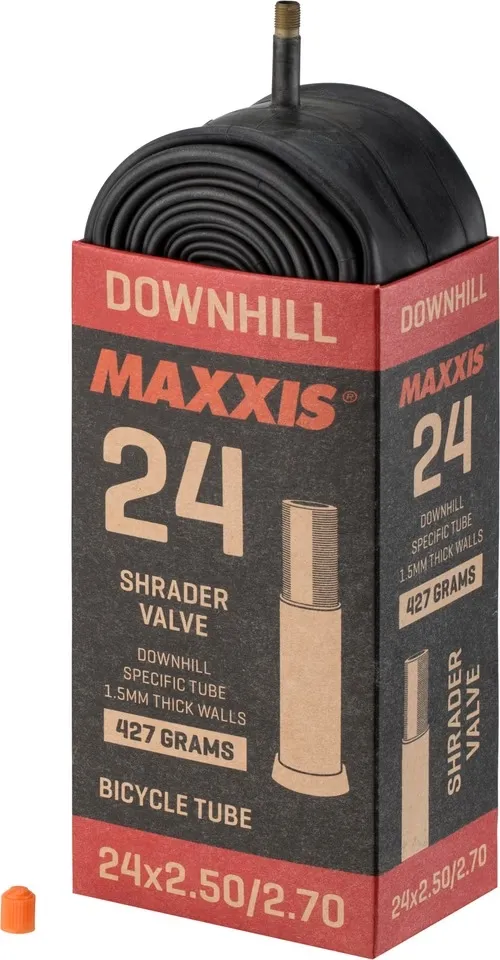 DOWNHILL
MAXXIS®
24
SHRADER
VALVE
DOWNHILL
SPECIFIC TUBE
1.5MM THICK WALLS
427 GRAMS
BICYCLE TUBE
24x2.50/2.70
DOWNHILL
MAXXIS®
24
DOWNHILL
SPECIFIC TUBE
1.5MM THICK WALLS
427 GRAMS
SHRADER
VALVE
24x2.50/2.70